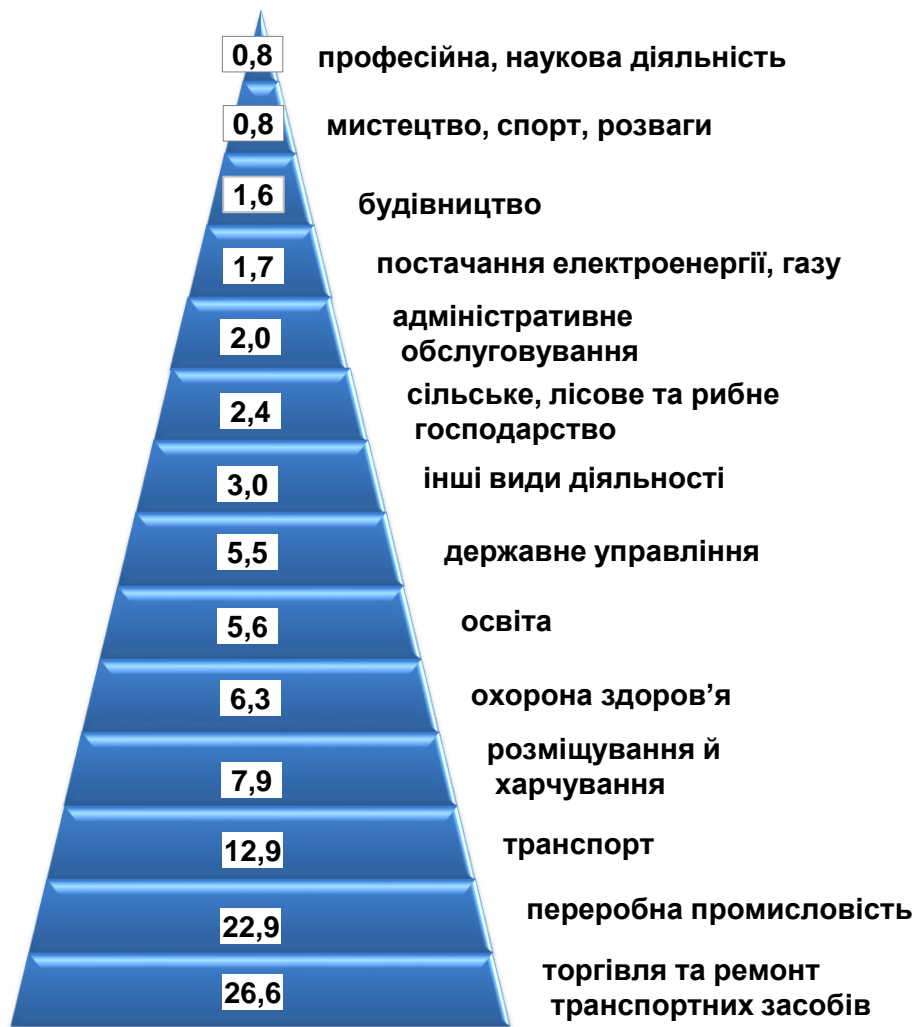 0,8 професійна, наукова діяльність
0,8 мистецтво, спорт, розваги
1,6 будівництво
1,7 постачання електроенергії, газу
2,0 адміністративне
обслуговування
2,4 сільське, лісове та рибне
господарство
3,0 інші види діяльності
5,5 державне управління
5,6 освіта
6,3 охорона здоров’я
7,9 розміщування й
харчування
12,9 транспорт
22,9 переробна промисловість
26,6 торгівля та ремонт
транспортних засобів